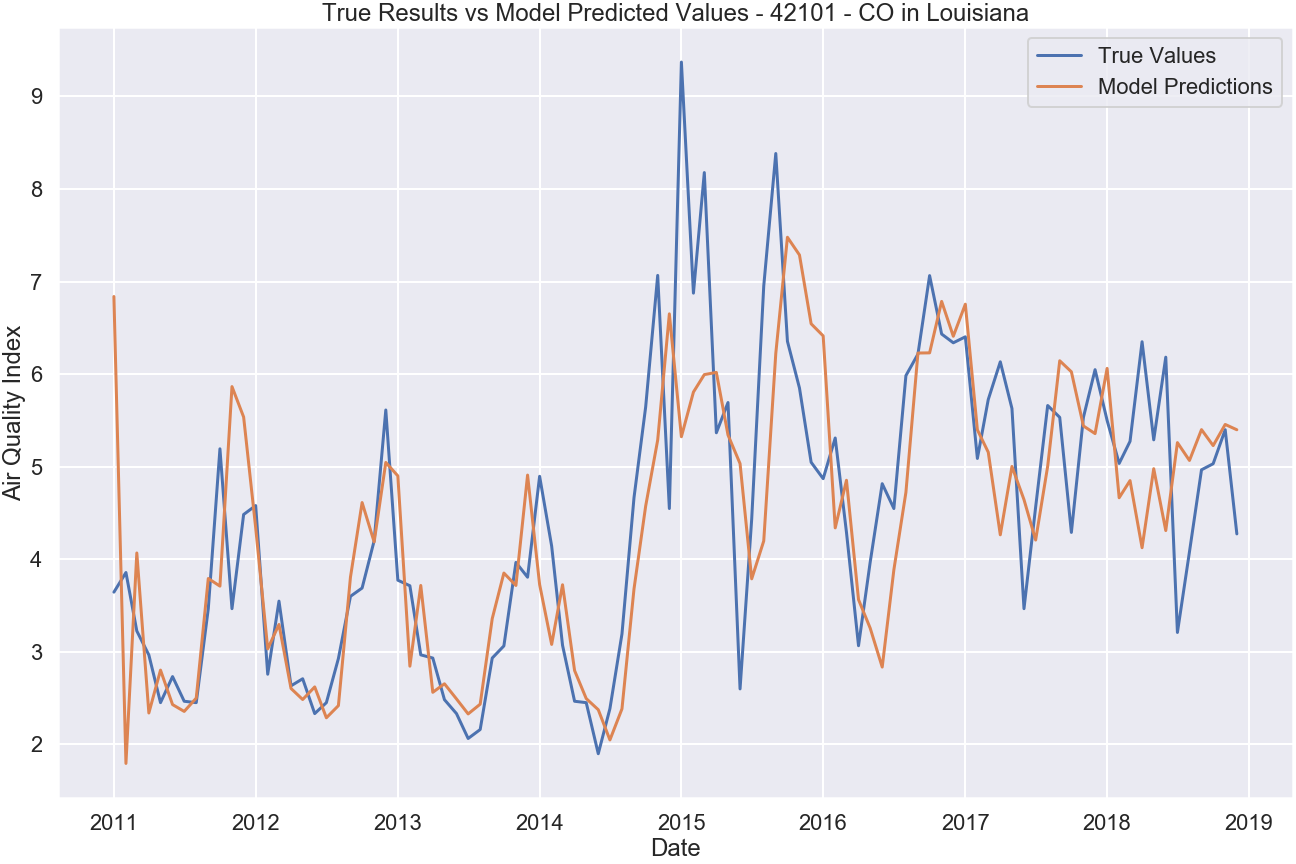 True Results vs Model Predicted Values - 42101 - CO in Louisiana
True Values
Model Predictions
Air Quality Index
9
8
7
6
5
4
3
2
2011 2012 2013 2014 2015 2016 2017 2018 2019
Date